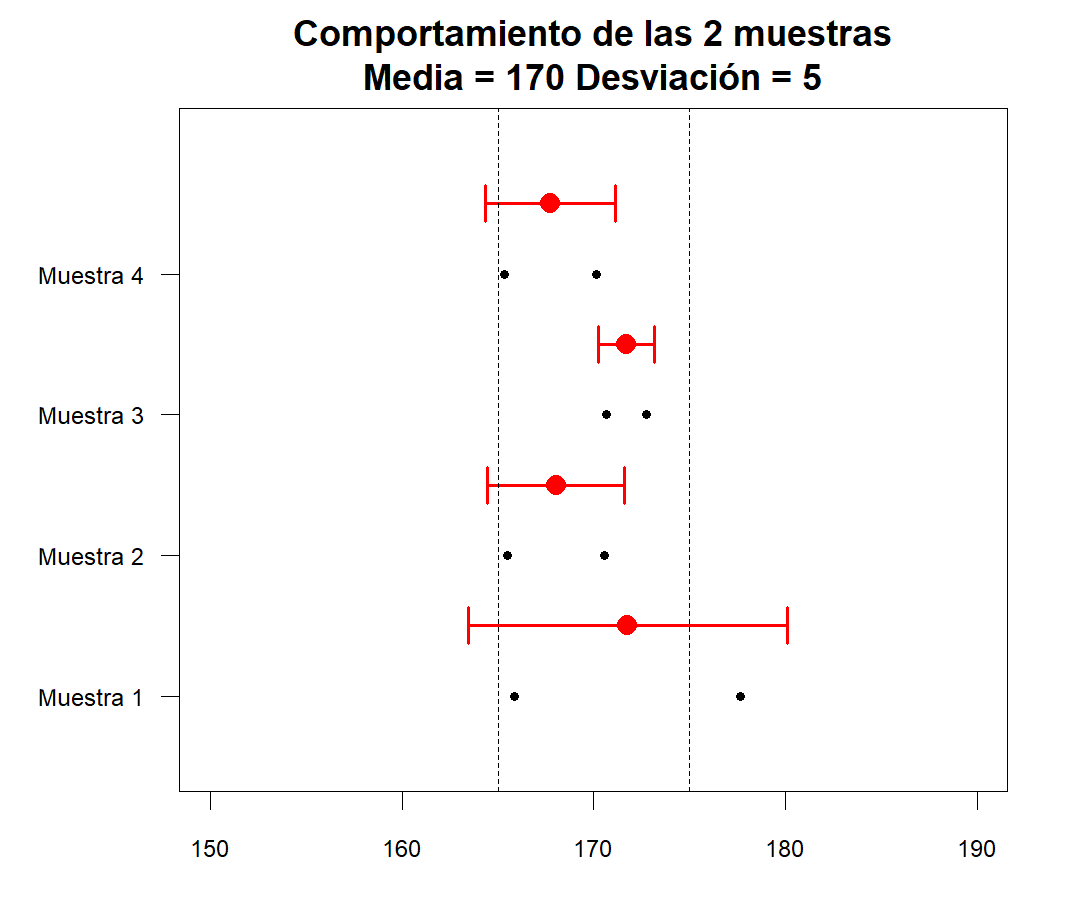 Comportamiento de las 2 muestras
Media = 170 Desviación = 5
Muestra 4
Muestra 3
Muestra 2
Muestra 1
150 160 170 180 190